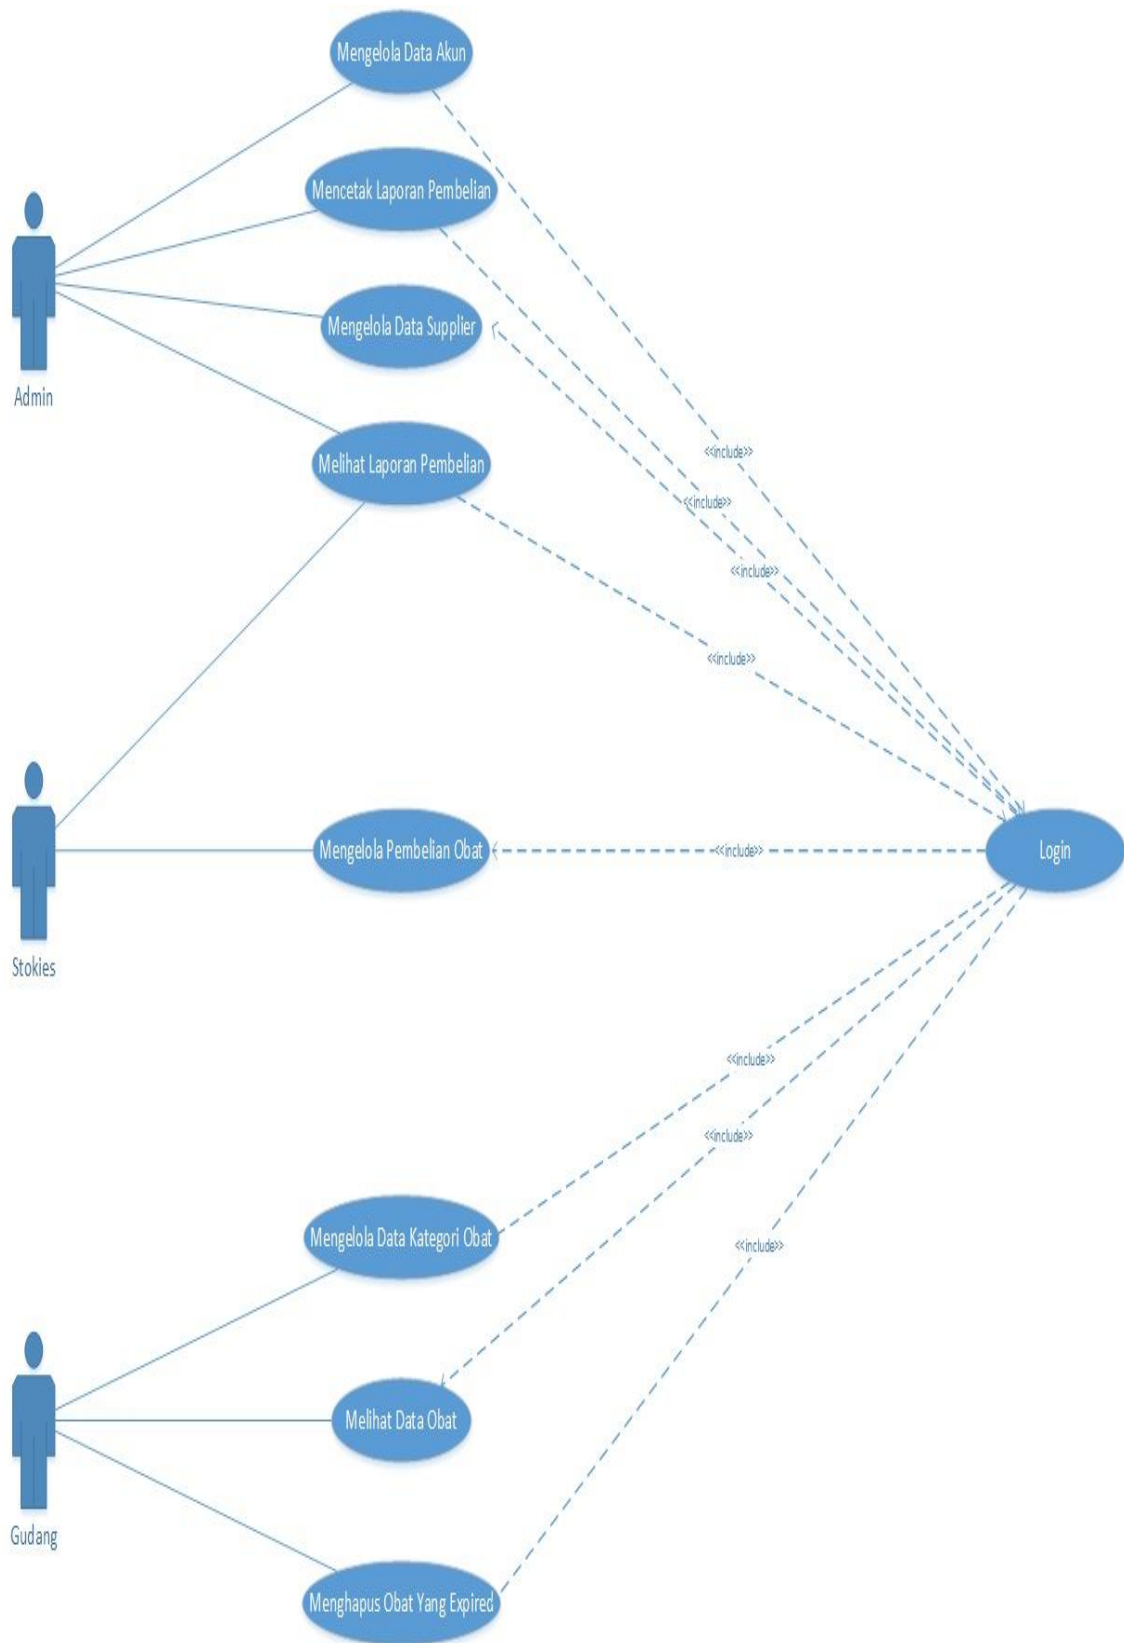 Mengelola Data Akun
Mencetak Laporan Pembelian
Mengelola Data Supplier
Admin
<<include>>
Melihat Laporan Pembelian
<<include>>
<<include>>
<<include>>
Mengelola Pembelian Obat
<<include>>
Login
Stokies
<<include>>
<<include>>
Mengelola Data Kategori Obat
<<include>>
Melihat Data Obat
Gudang
Menghapus Obat Yang Expired